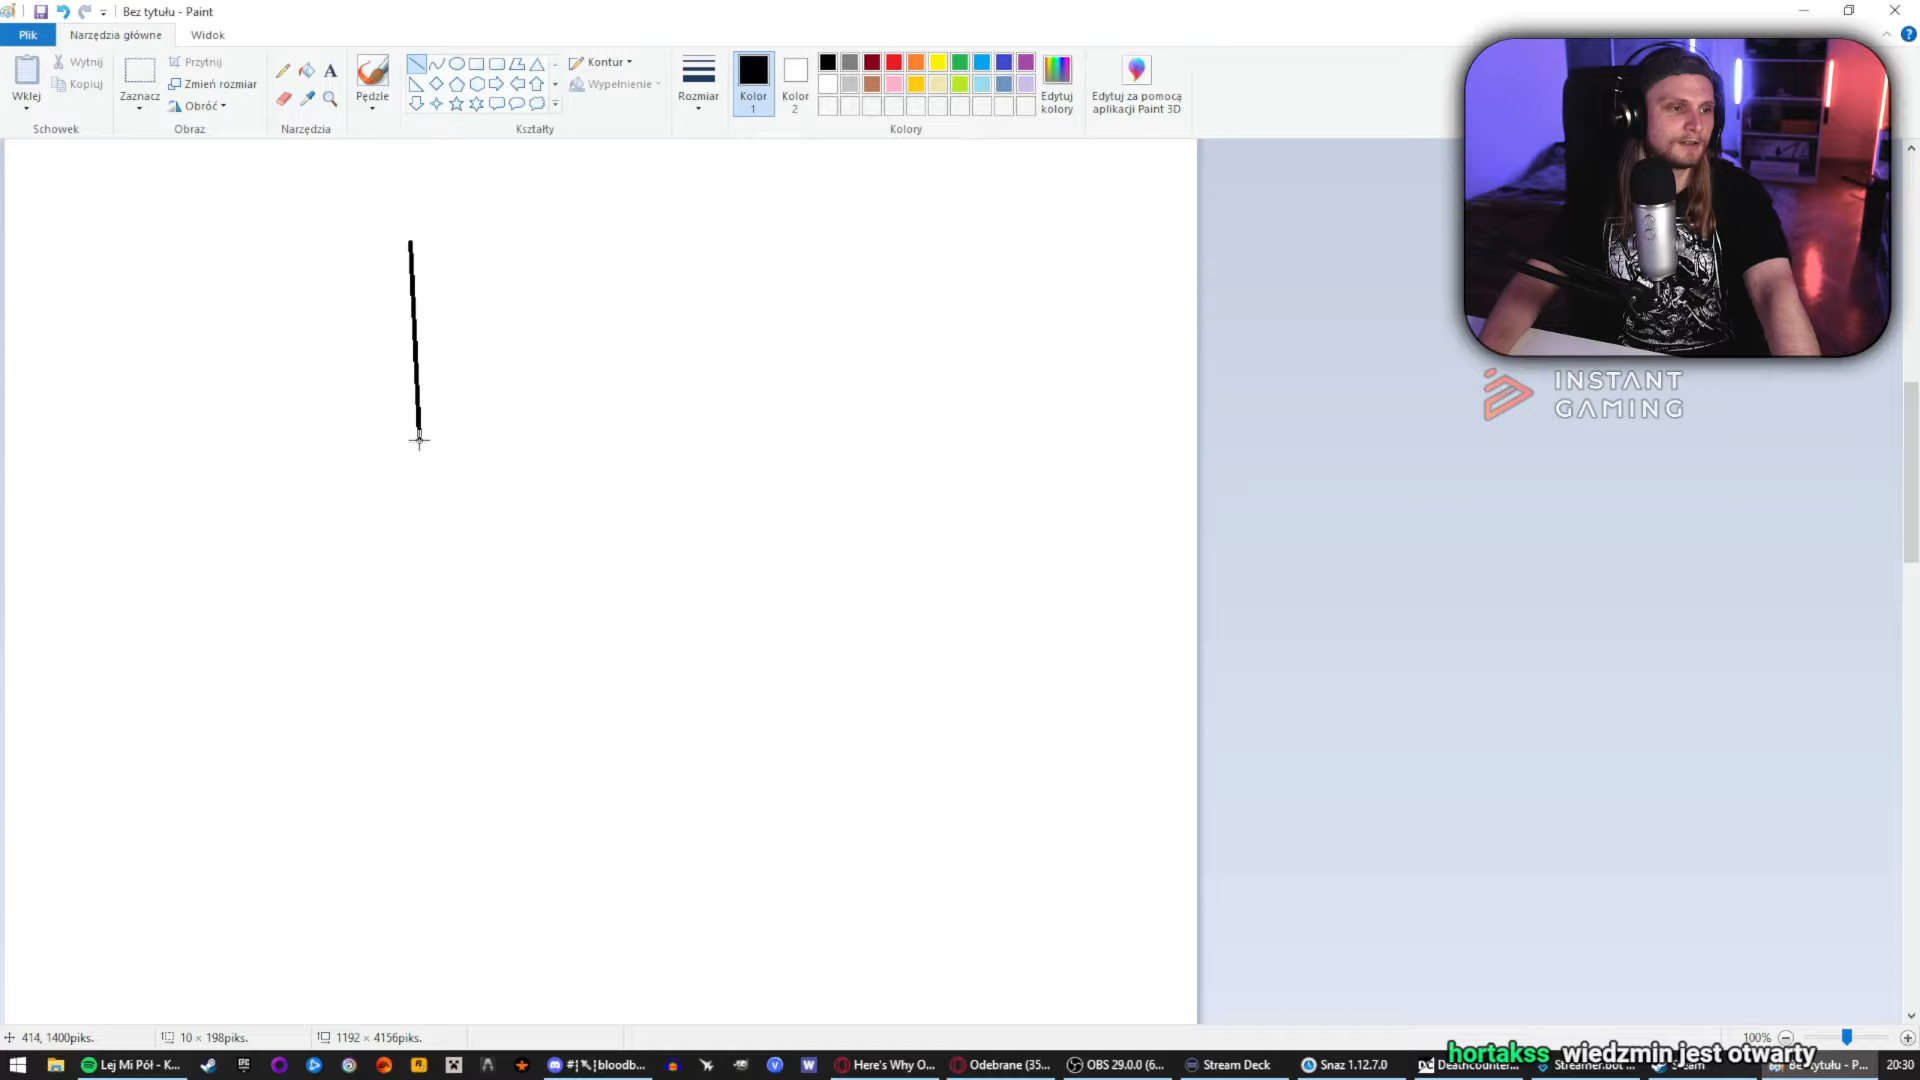 Bez tytułu - Paint
Plik Narzędzia główne Widok
Wklej Wytnij Kopiuj
Schowek
Zaznacz Przytnij Zmień rozmiar Obróć
Obraz
A
Narzędzia
Pędzle
Kontur Wypełnienie
Kształty
Rozmiar
Kolor 1
Kolor 2
Edytuj kolory
Kolory
Edytuj za pomocą aplikacji Paint 3D
INSTANT
GAMING
414, 1400piks. 10 × 198piks. 1192 × 4156piks. 100%
hortakss wiedzmin jest otwarty
Lej Mi Pół - K... Here's Why O... Odebrane (35... OBS 29.0.0 (6... Stream Deck Snaz 1.12.7.0 20:30